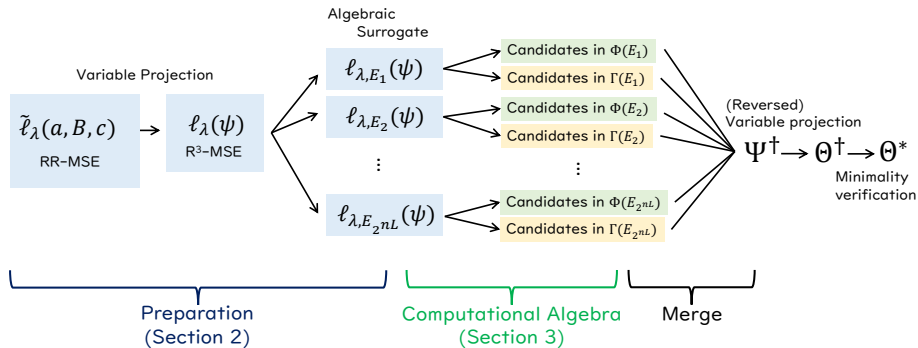 Variable Projection
ℓ̃_λ(a, B, c)
RR-MSE
ℓ_λ(ψ)
R³-MSE
Algebraic
Surrogate
ℓ_{λ,E_1}(ψ)
ℓ_{λ,E_2}(ψ)
⋮
ℓ_{λ,E_{2^{nL}}}(ψ)
Candidates in Φ(E_1)
Candidates in Γ(E_1)
Candidates in Φ(E_2)
Candidates in Γ(E_2)
⋮
Candidates in Φ(E_{2^{nL}})
Candidates in Γ(E_{2^{nL}})
(Reversed)
Variable projection
Ψ† → Θ† → Θ*
Minimality
verification
Preparation
(Section 2)
Computational Algebra
(Section 3)
Merge